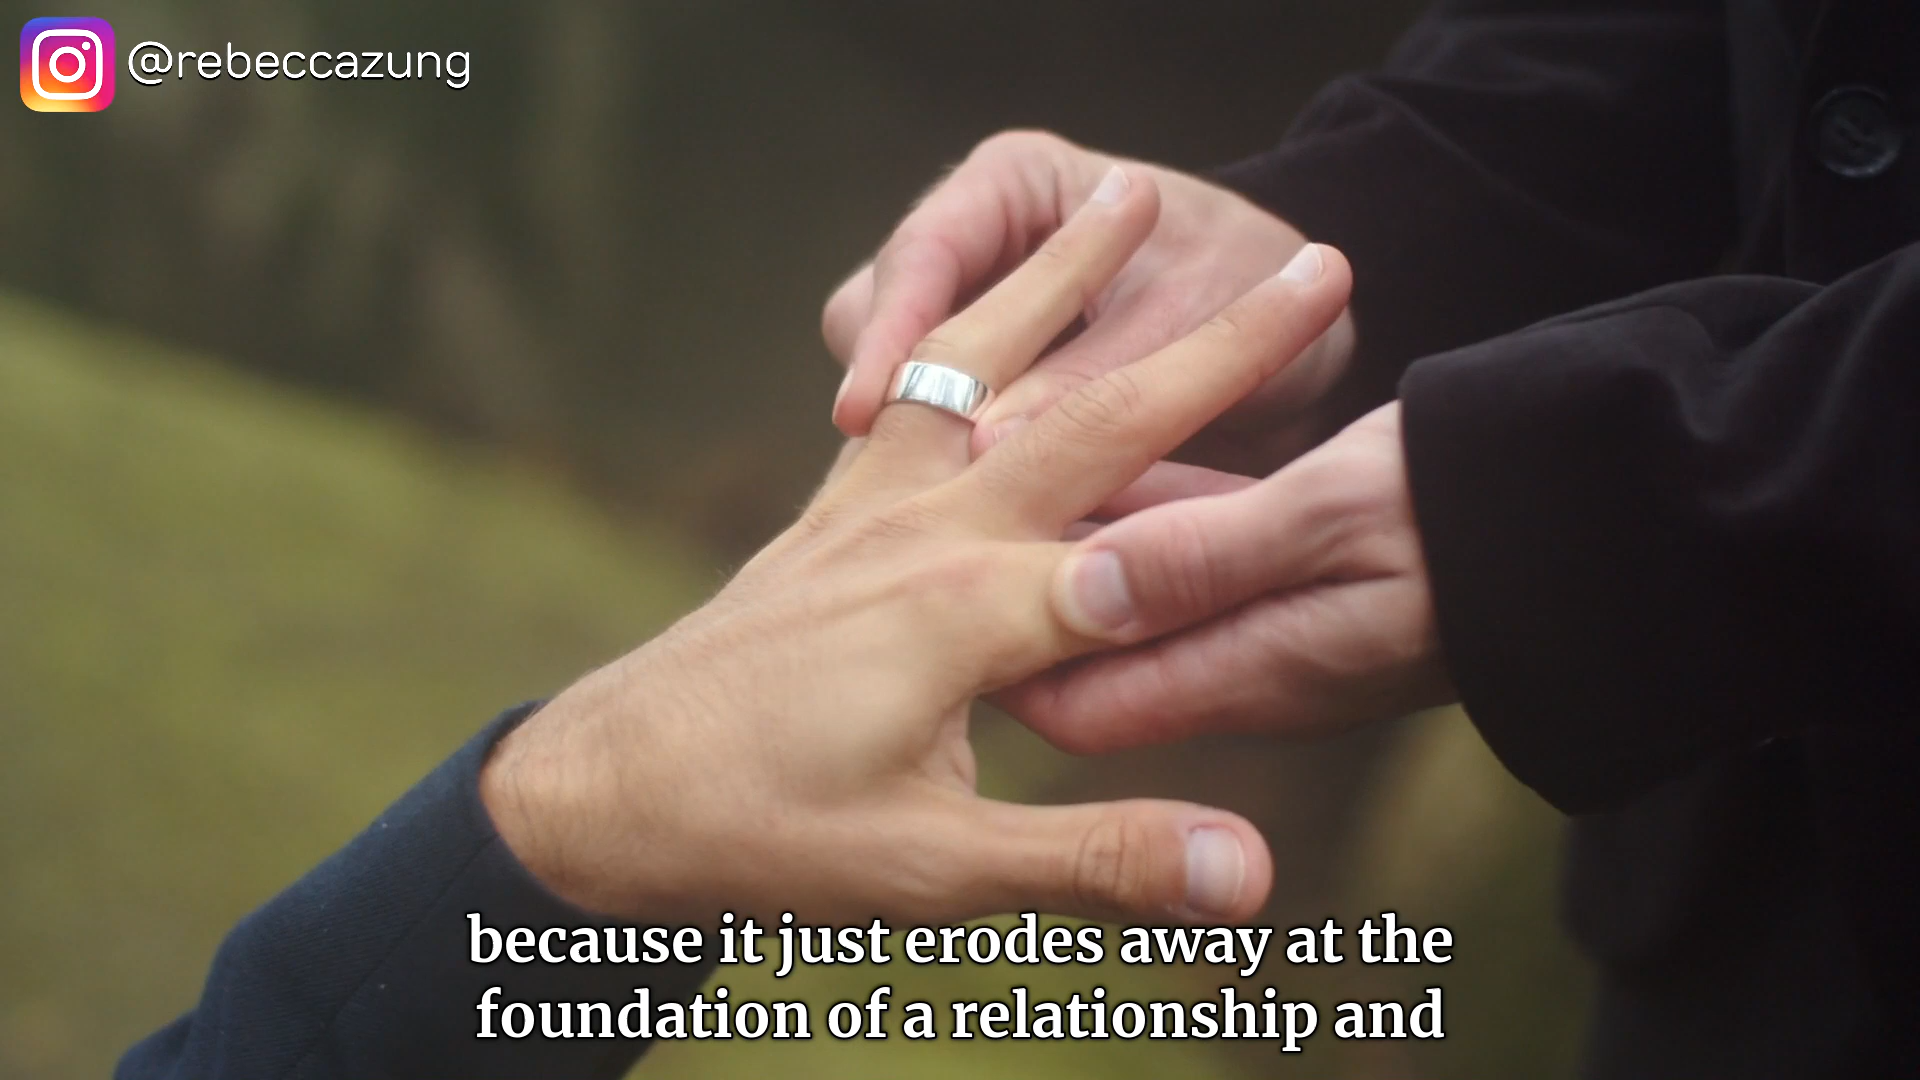 @rebeccazung
because it just erodes away at the
foundation of a relationship and